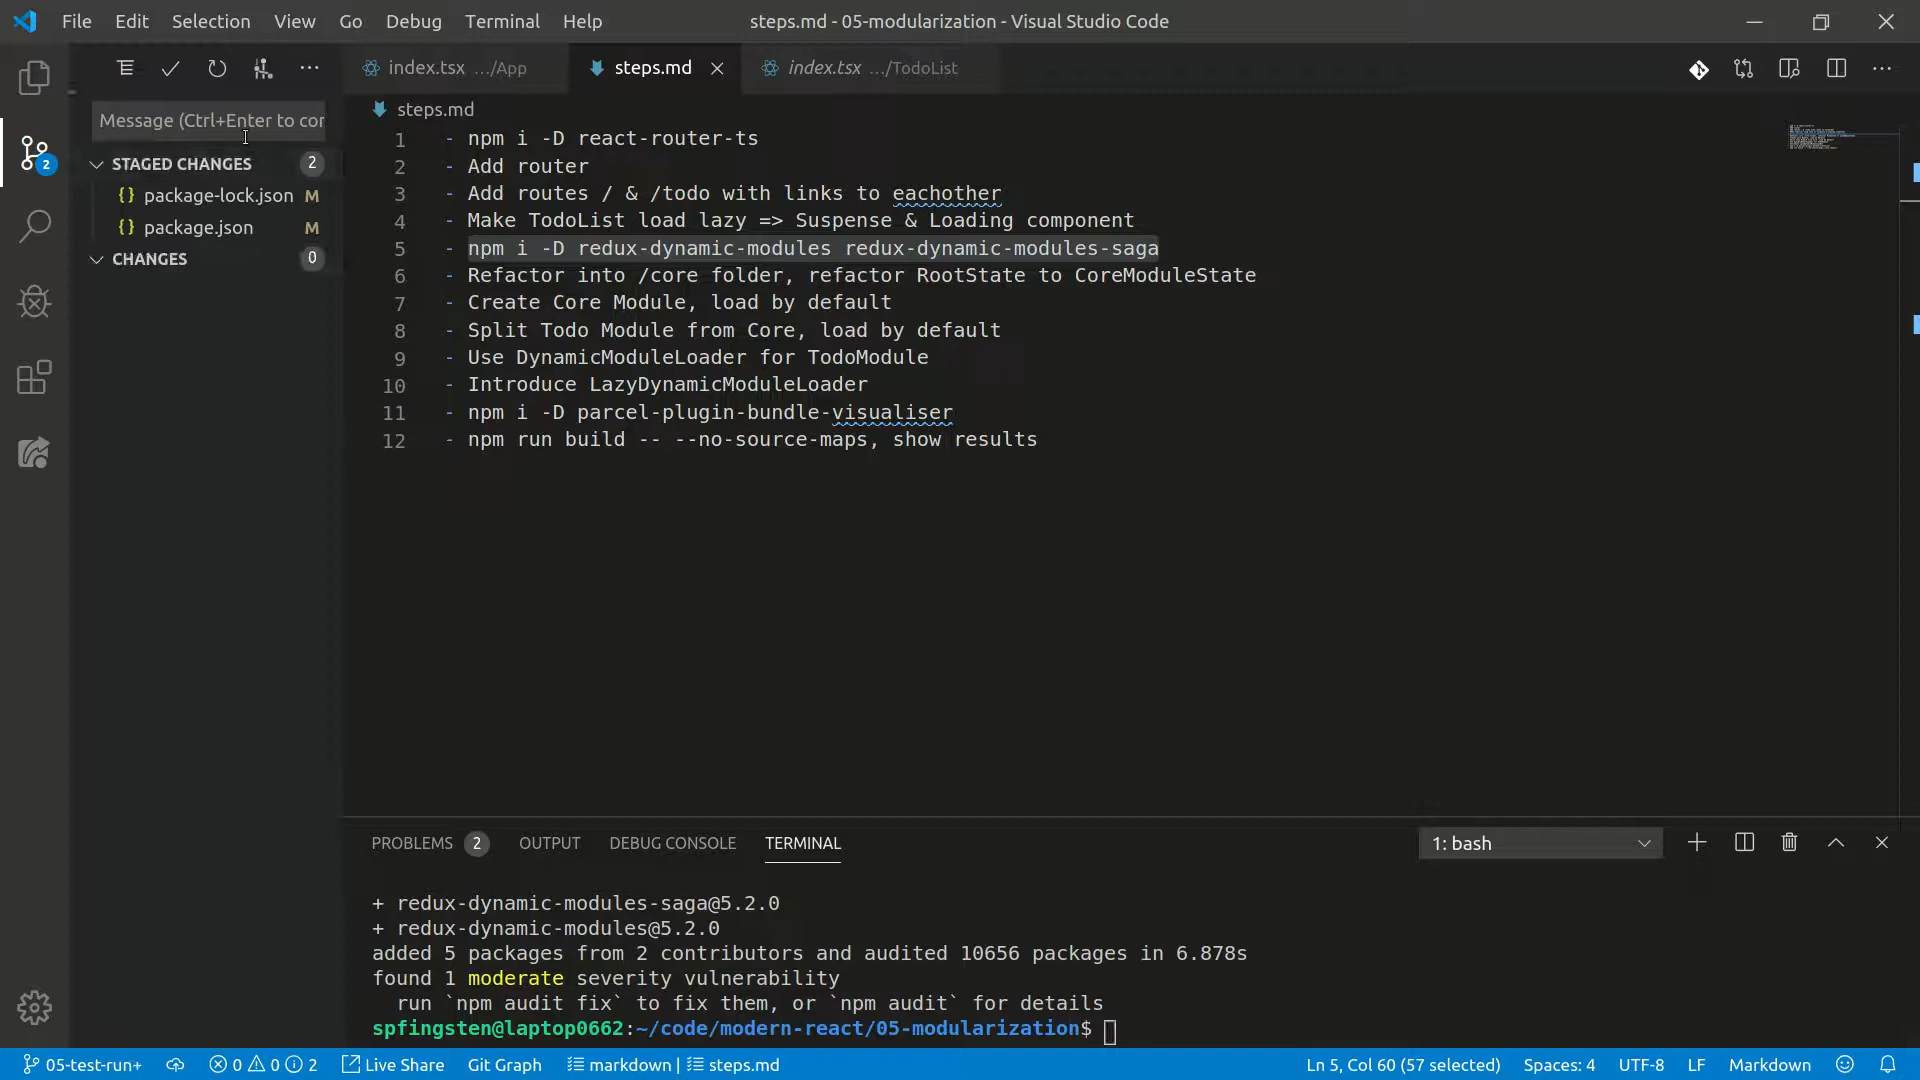 File Edit Selection View Go Debug Terminal Help
steps.md - 05-modularization - Visual Studio Code
index.tsx .../App
steps.md
index.tsx .../TodoList
Message (Ctrl+Enter to cor
STAGED CHANGES 2
package-lock.json M
package.json M
CHANGES 0
2
steps.md
1 - npm i -D react-router-ts
2 - Add router
3 - Add routes / & /todo with links to eachother
4 - Make TodoList load lazy => Suspense & Loading component
5 - npm i -D redux-dynamic-modules redux-dynamic-modules-saga
6 - Refactor into /core folder, refactor RootState to CoreModuleState
7 - Create Core Module, load by default
8 - Split Todo Module from Core, load by default
9 - Use DynamicModuleLoader for TodoModule
10 - Introduce LazyDynamicModuleLoader
11 - npm i -D parcel-plugin-bundle-visualiser
12 - npm run build -- --no-source-maps, show results
PROBLEMS 2 OUTPUT DEBUG CONSOLE TERMINAL
1: bash
+ redux-dynamic-modules-saga@5.2.0
+ redux-dynamic-modules@5.2.0
added 5 packages from 2 contributors and audited 10656 packages in 6.878s
found 1 moderate severity vulnerability
run `npm audit fix` to fix them, or `npm audit` for details
spfingsten@laptop0662:~/code/modern-react/05-modularization$
05-test-run+ 0 0 2 Live Share Git Graph markdown | steps.md
Ln 5, Col 60 (57 selected) Spaces: 4 UTF-8 LF Markdown